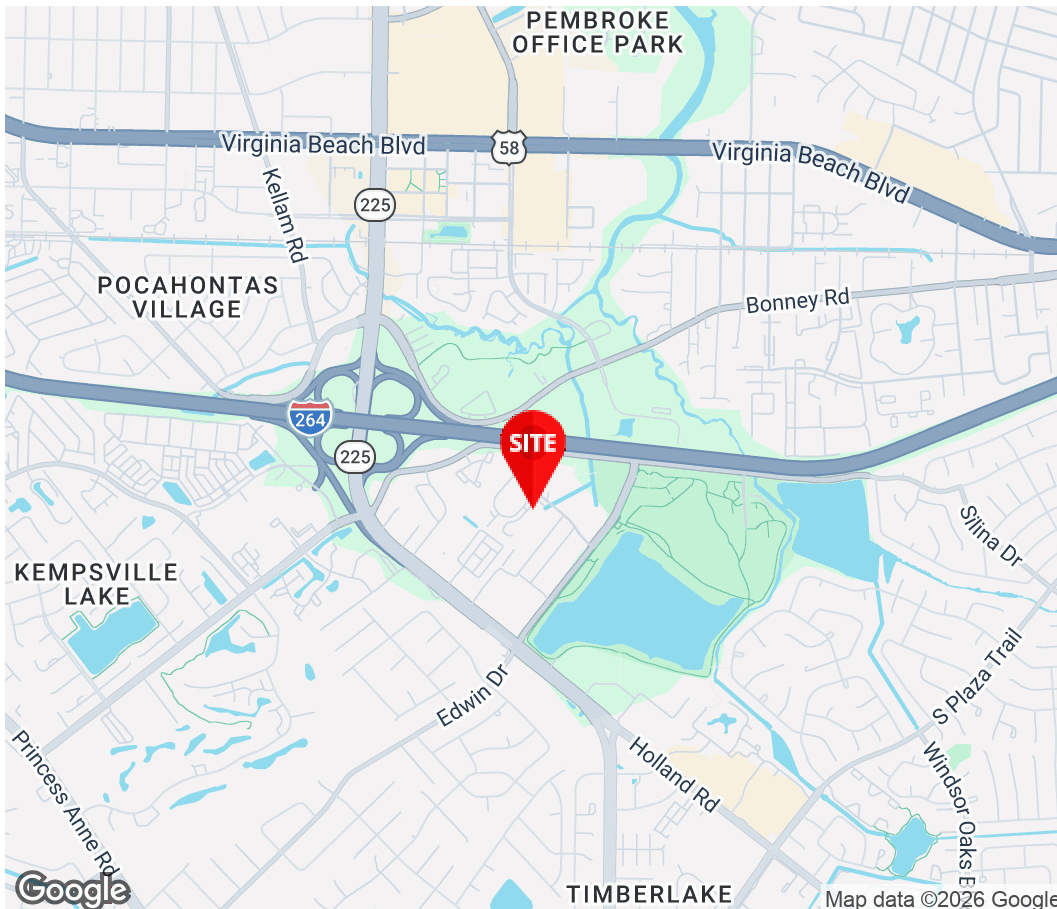 PEMBROKE
OFFICE PARK
Virginia Beach Blvd
58
Virginia Beach Blvd
Kellam Rd
225
POCAHONTAS
VILLAGE
Bonney Rd
264
SITE
225
Silina Dr
KEMPSVILLE
LAKE
S Plaza Trail
Edwin Dr
Holland Rd
Princess Anne Rd
Windsor Oaks B
Google
TIMBERLAKE
Map data ©2026 Google